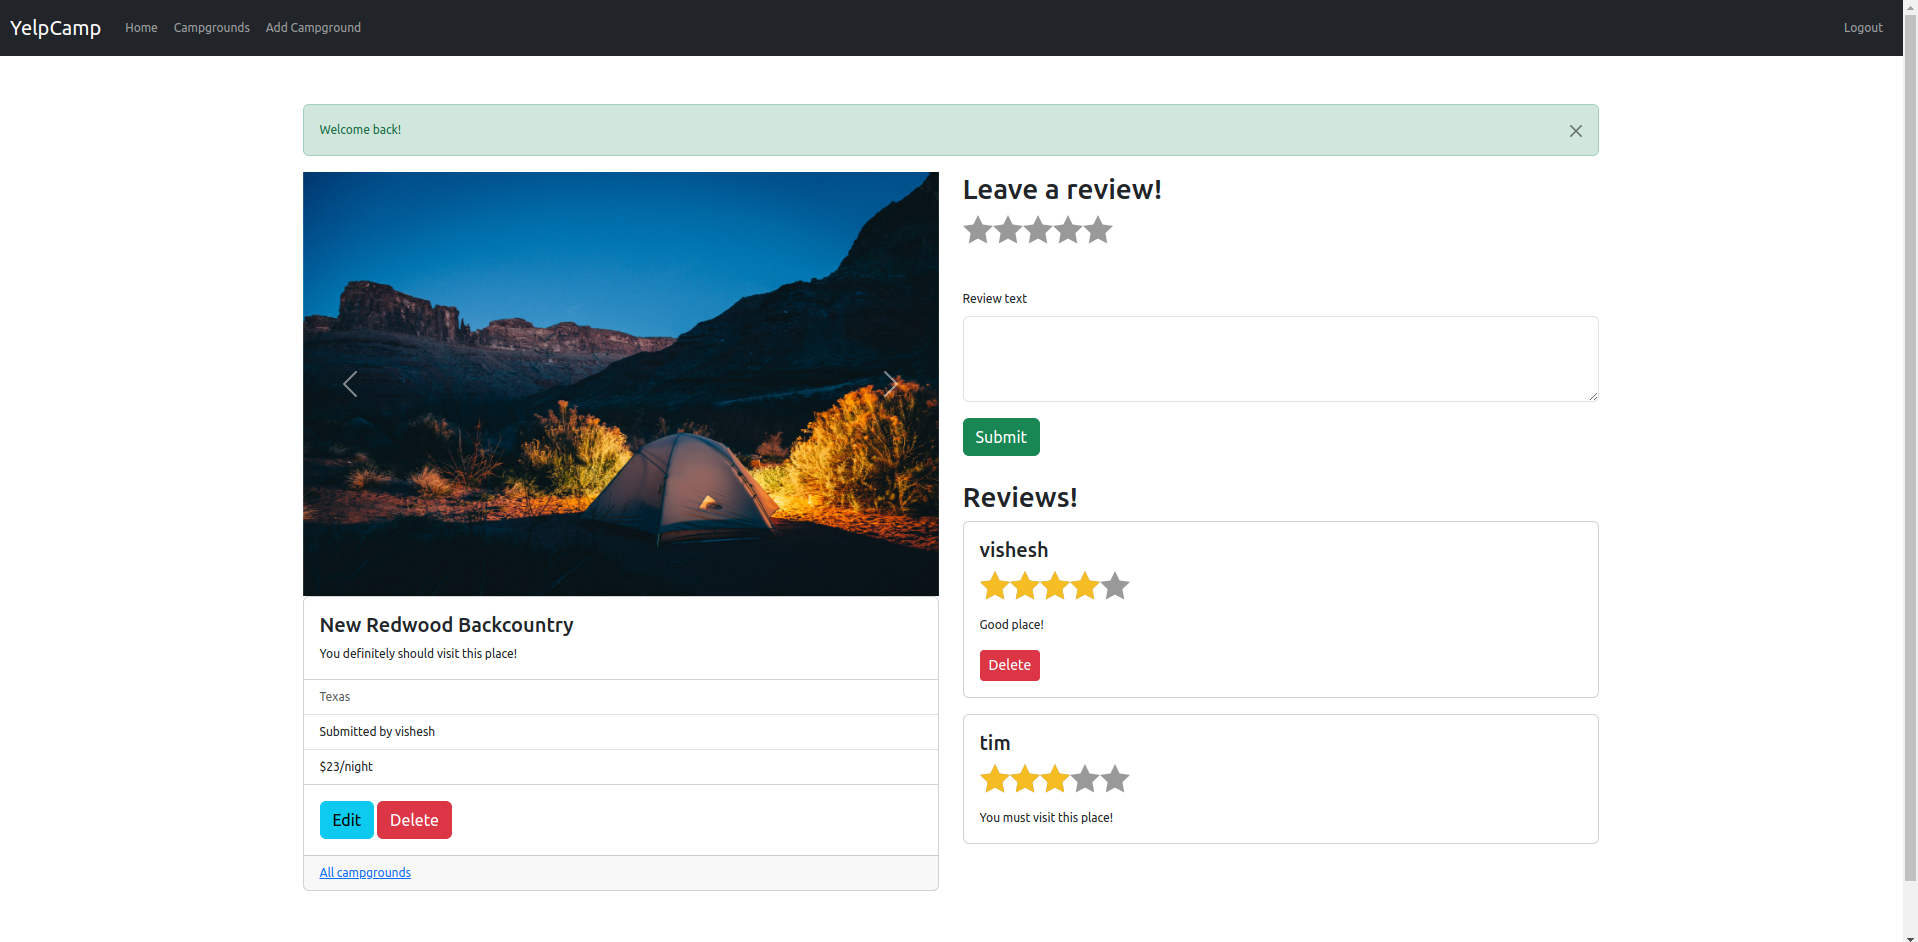 YelpCamp Home Campgrounds Add Campground Logout
Welcome back!
New Redwood Backcountry
You definitely should visit this place!
Texas
Submitted by vishesh
$23/night
Edit Delete
All campgrounds
Leave a review!
Review text
Submit
Reviews!
vishesh
Good place!
Delete
tim
You must visit this place!